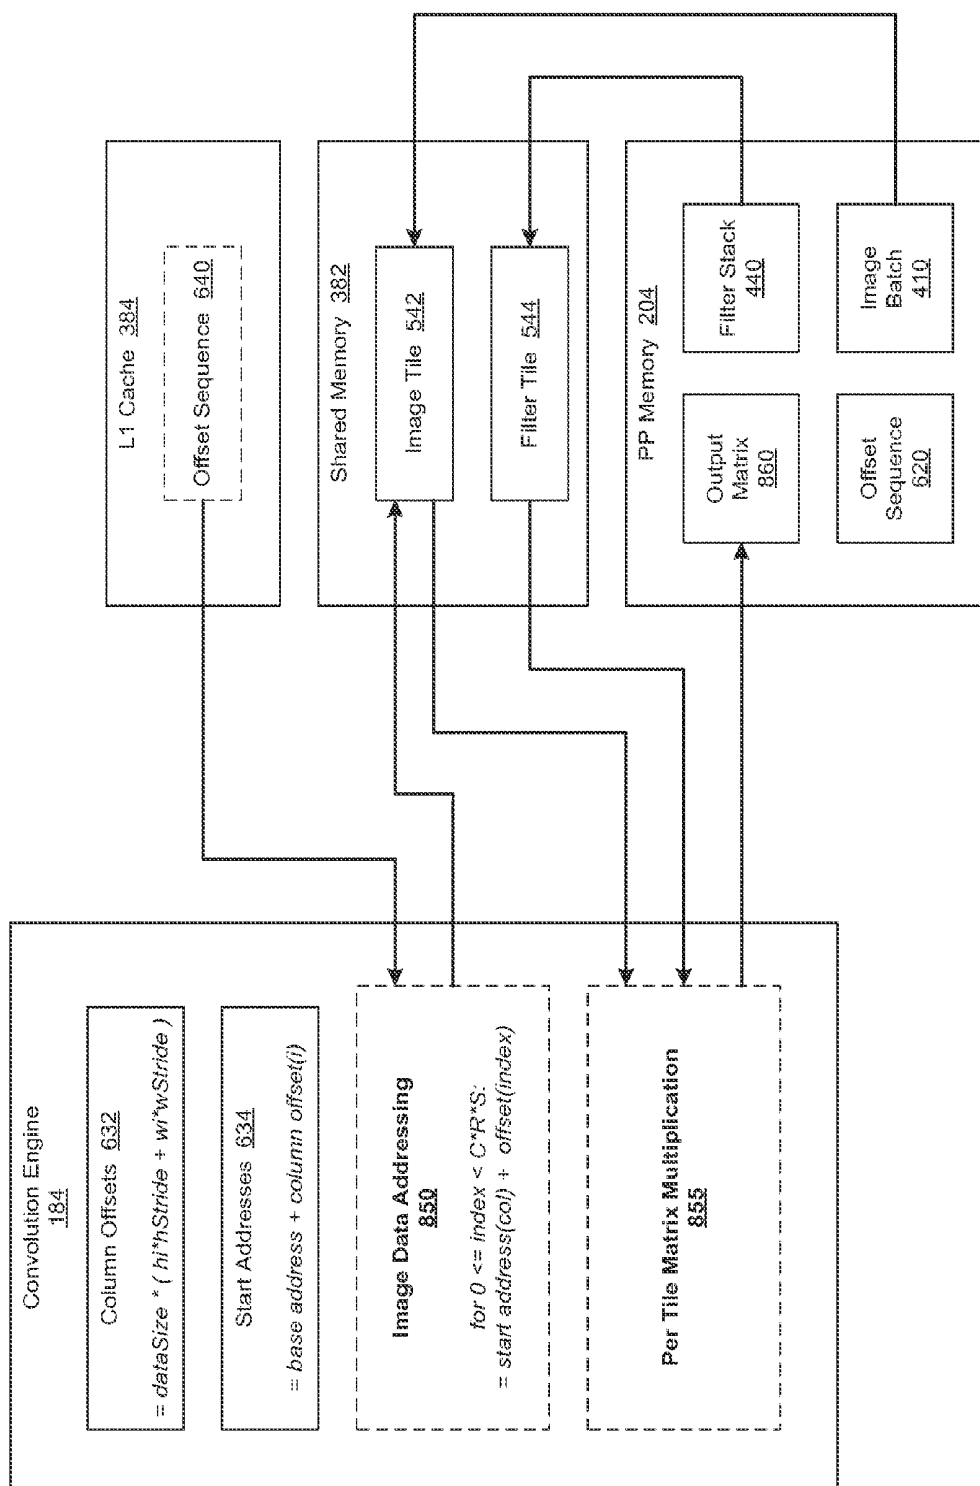 Convolution Engine
184
Column Offsets 632
= dataSize * ( hi*hStride + wi*wStride )
Start Addresses 634
= base address + column offset(i)
Image Data Addressing
850
for 0 <= index < C*R*S:
= start address(col) + offset(index)
Per Tile Matrix Multiplication
855
L1 Cache 384
Offset Sequence 640
Shared Memory 382
Image Tile 542
Filter Tile 544
PP Memory 204
Output
Matrix
860
Filter Stack
440
Offset
Sequence
620
Image
Batch
410